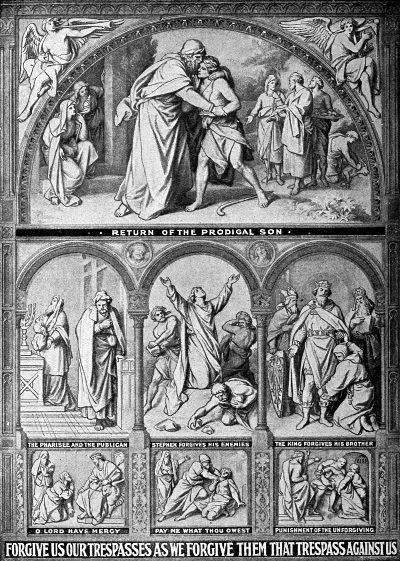 RETURN OF THE PRODIGAL SON
THE PHARISEE AND THE PUBLICAN
STEPHEN FORGIVES HIS ENEMIES
THE KING FORGIVES HIS BROTHER
O LORD HAVE MERCY
PAY ME WHAT THOU OWEST
PUNISHMENT OF THE UNFORGIVING
FORGIVE US OUR TRESPASSES AS WE FORGIVE THEM THAT TRESPASS AGAINST US